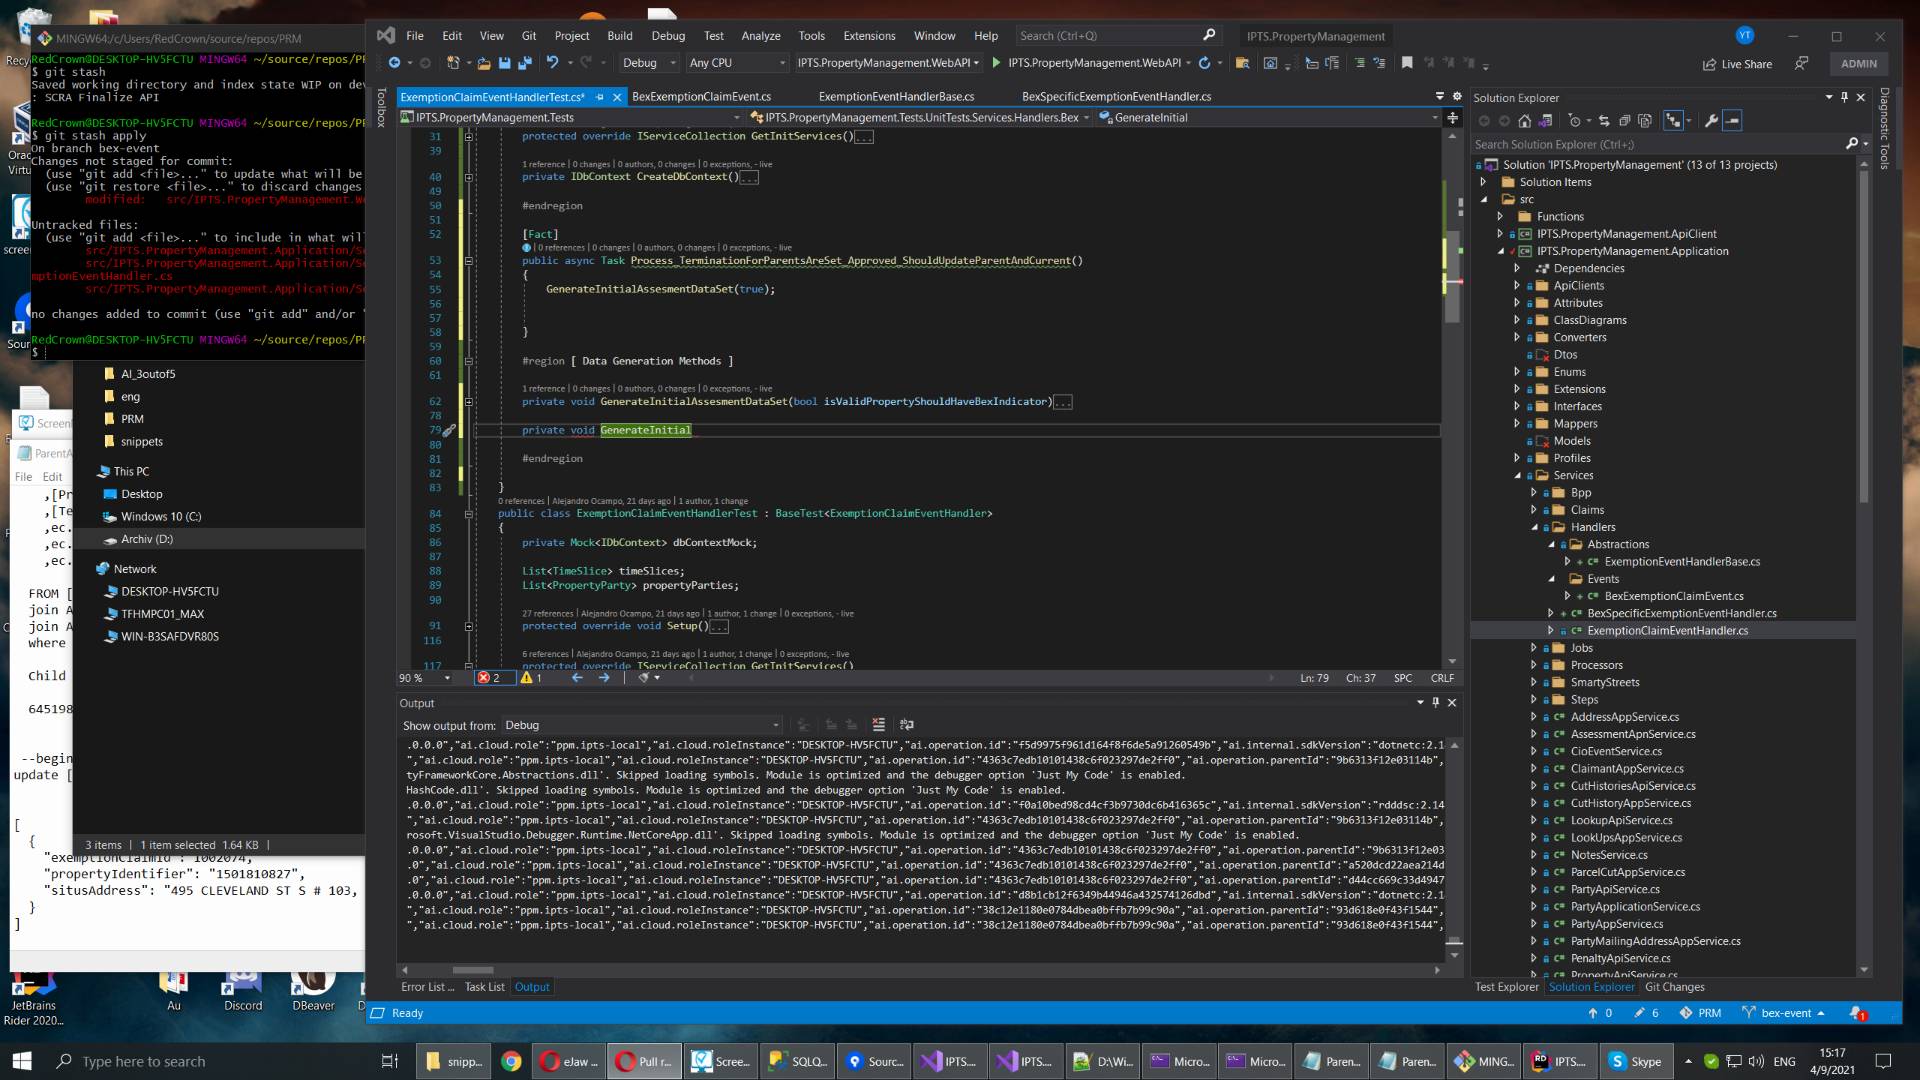 MINGW64:/c/Users/RedCrown/source/repos/PRM
RedCrown@DESKTOP-HV5FCTU MINGW64 ~/source/repos/PR
$ git stash
Saved working directory and index state WIP on dev
: SCRA Finalize API
RedCrown@DESKTOP-HV5FCTU MINGW64 ~/source/repos/PR
$ git stash apply
On branch bex-event
Changes not staged for commit:
(use "git add <file>..." to update what will be
(use "git restore <file>..." to discard changes
modified: src/IPTS.PropertyManagement.We
Untracked files:
(use "git add <file>..." to include in what wil
src/IPTS.PropertyManagement.Application/Se
src/IPTS.PropertyManagement.Application/Se
mptionEventHandler.cs
src/IPTS.PropertyManagement.Application/Se
no changes added to commit (use "git add" and/or
RedCrown@DESKTOP-HV5FCTU MINGW64 ~/source/repos/PR
$
AI_3outof5
eng
PRM
snippets
This PC
Desktop
Windows 10 (C:)
Archiv (D:)
Network
DESKTOP-HV5FCTU
TFHMPC01_MAX
WIN-B3SAFDVR80S
3 items | 1 item selected 1.64 KB |
Screenl
ParentA
File Edit
,[Pr
,[Te
,ec.
,ec.
,ec.
FROM [
join A
join A
where
Child
645198
--begin
update [
[
{
"exemptionClaimId": 1002074,
"propertyIdentifier": "1501810827",
"situsAddress": "495 CLEVELAND ST S # 103,
}
]
JetBrains Rider 2020...
Au
Discord
DBeaver
File Edit View Git Project Build Debug Test Analyze Tools Extensions Window Help
Search (Ctrl+Q)
IPTS.PropertyManagement
YT
Debug
Any CPU
IPTS.PropertyManagement.WebAPI
IPTS.PropertyManagement.WebAPI
Live Share
ADMIN
Toolbox
ExemptionClaimEventHandlerTest.cs*
BexExemptionClaimEvent.cs
ExemptionEventHandlerBase.cs
BexSpecificExemptionEventHandler.cs
IPTS.PropertyManagement.Tests
IPTS.PropertyManagement.Tests.UnitTests.Services.Handlers.Bex
GenerateInitial
31 protected override IServiceCollection GetInitServices()...
39
1 reference | 0 changes | 0 authors, 0 changes | 0 exceptions, - live
40 private IDbContext CreateDbContext()...
49
50 #endregion
51
52 [Fact]
| 0 references | 0 changes | 0 authors, 0 changes | 0 exceptions, - live
53 public async Task Process_TerminationForParentsAreSet_Approved_ShouldUpdateParentAndCurrent()
54 {
55 GenerateInitialAssesmentDataSet(true);
56
57
58 }
59
60 #region [ Data Generation Methods ]
61
1 reference | 0 changes | 0 authors, 0 changes | 0 exceptions, - live
62 private void GenerateInitialAssesmentDataSet(bool isValidPropertyShouldHaveBexIndicator)...
78
79 private void GenerateInitial
80
81 #endregion
82
83 }
0 references | Alejandro Ocampo, 21 days ago | 1 author, 1 change
84 public class ExemptionClaimEventHandlerTest : BaseTest<ExemptionClaimEventHandler>
85 {
86 private Mock<IDbContext> dbContextMock;
87
88 List<TimeSlice> timeSlices;
89 List<PropertyParty> propertyParties;
90
27 references | Alejandro Ocampo, 21 days ago | 1 author, 1 change | 0 exceptions, - live
91 protected override void Setup()...
116
6 references | Alejandro Ocampo, 21 days ago | 1 author, 1 change | 0 exceptions, - live
117 protected override IServiceCollection GetInitServices()
90 %
2
1
Ln: 79 Ch: 37 SPC CRLF
Output
Show output from: Debug
.0.0.0","ai.cloud.role":"ppm.ipts-local","ai.cloud.roleInstance":"DESKTOP-HV5FCTU","ai.operation.id":"f5d9975f961d164f8f6de5a91260549b","ai.internal.sdkVersion":"dotnetc:2.1
","ai.cloud.role":"ppm.ipts-local","ai.cloud.roleInstance":"DESKTOP-HV5FCTU","ai.operation.id":"4363c7edb10101438c6f023297de2ff0","ai.operation.parentId":"9b6313f12e03114b",
tyFrameworkCore.Abstractions.dll'. Skipped loading symbols. Module is optimized and the debugger option 'Just My Code' is enabled.
HashCode.dll'. Skipped loading symbols. Module is optimized and the debugger option 'Just My Code' is enabled.
.0.0.0","ai.cloud.role":"ppm.ipts-local","ai.cloud.roleInstance":"DESKTOP-HV5FCTU","ai.operation.id":"f0a10bed98cd4cf3b9730dc6b416365c","ai.internal.sdkVersion":"rdddsc:2.14
","ai.cloud.role":"ppm.ipts-local","ai.cloud.roleInstance":"DESKTOP-HV5FCTU","ai.operation.id":"4363c7edb10101438c6f023297de2ff0","ai.operation.parentId":"9b6313f12e03114b",
rosoft.VisualStudio.Debugger.Runtime.NetCoreApp.dll'. Skipped loading symbols. Module is optimized and the debugger option 'Just My Code' is enabled.
.0.0.0","ai.cloud.role":"ppm.ipts-local","ai.cloud.roleInstance":"DESKTOP-HV5FCTU","ai.operation.id":"4363c7edb10101438c6f023297de2ff0","ai.operation.parentId":"9b6313f12e03
.0","ai.cloud.role":"ppm.ipts-local","ai.cloud.roleInstance":"DESKTOP-HV5FCTU","ai.operation.id":"4363c7edb10101438c6f023297de2ff0","ai.operation.parentId":"a520dcd22aea214d
.0","ai.cloud.role":"ppm.ipts-local","ai.cloud.roleInstance":"DESKTOP-HV5FCTU","ai.operation.id":"4363c7edb10101438c6f023297de2ff0","ai.operation.parentId":"d44cc669c33d4947
.0.0.0","ai.cloud.role":"ppm.ipts-local","ai.cloud.roleInstance":"DESKTOP-HV5FCTU","ai.operation.id":"d8b1cb12f6349b44946a432574126dbd","ai.internal.sdkVersion":"dotnetc:2.1
","ai.cloud.role":"ppm.ipts-local","ai.cloud.roleInstance":"DESKTOP-HV5FCTU","ai.operation.id":"38c12e1180e0784dbea0bffb7b99c90a","ai.operation.parentId":"93d618e0f43f1544",
","ai.cloud.role":"ppm.ipts-local","ai.cloud.roleInstance":"DESKTOP-HV5FCTU","ai.operation.id":"38c12e1180e0784dbea0bffb7b99c90a","ai.operation.parentId":"93d618e0f43f1544",
Error List ... Task List Output
Solution Explorer
Search Solution Explorer (Ctrl+;)
Solution 'IPTS.PropertyManagement' (13 of 13 projects)
Solution Items
src
Functions
IPTS.PropertyManagement.ApiClient
IPTS.PropertyManagement.Application
Dependencies
ApiClients
Attributes
ClassDiagrams
Converters
Dtos
Enums
Extensions
Interfaces
Mappers
Models
Profiles
Services
Bpp
Claims
Handlers
Abstractions
ExemptionEventHandlerBase.cs
Events
BexExemptionClaimEvent.cs
BexSpecificExemptionEventHandler.cs
ExemptionClaimEventHandler.cs
Jobs
Processors
SmartyStreets
Steps
AddressAppService.cs
AssessmentAppService.cs
CioEventService.cs
ClaimantAppService.cs
CutHistoriesApiService.cs
CutHistoryAppService.cs
LookupApiService.cs
LookUpsAppService.cs
NotesService.cs
ParcelCutAppService.cs
PartyApiService.cs
PartyApplicationService.cs
PartyAppService.cs
PartyMailingAddressAppService.cs
PenaltyApiService.cs
PropertyApiService.cs
Test Explorer Solution Explorer Git Changes
Diagnostic Tools
Ready
0
6
PRM
bex-event
1
Type here to search
snipp...
eJaw ...
Pull r...
Scree...
SQLQ...
Sourc...
IPTS....
IPTS....
D:\Wi...
Micro...
Micro...
Paren...
Paren...
MING...
IPTS....
Skype
ENG
15:17
4/9/2021